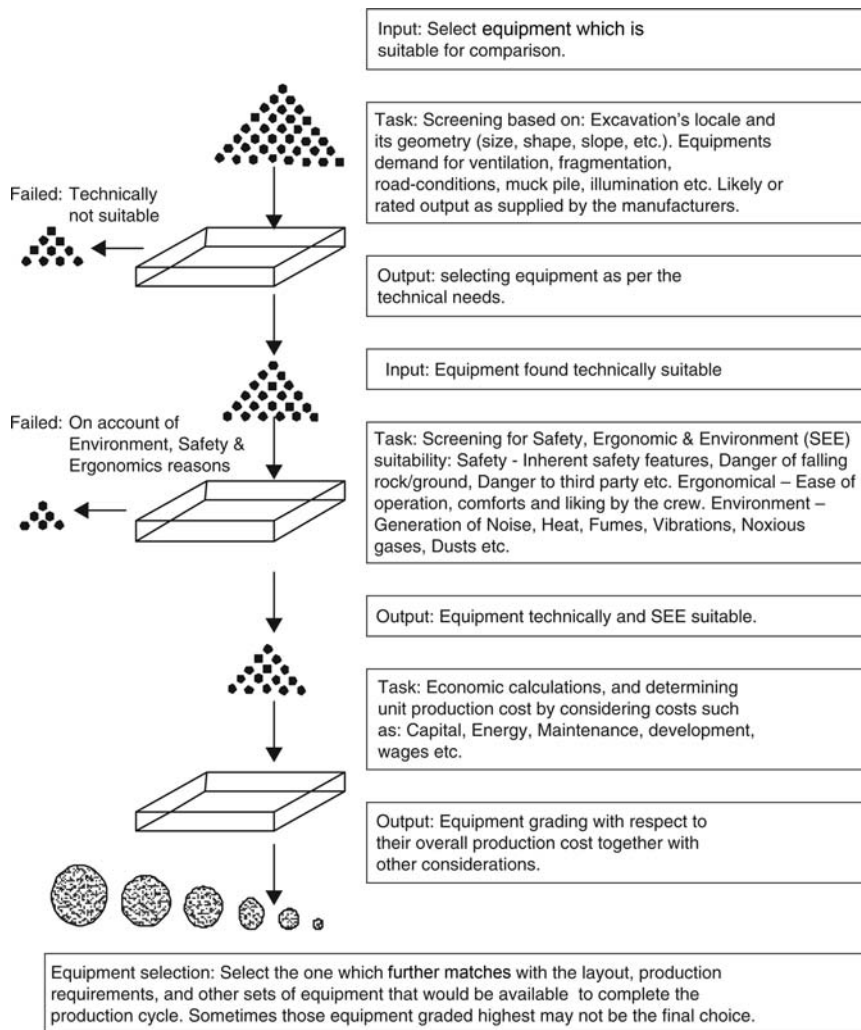 Input: Select equipment which is
suitable for comparison.
Task: Screening based on: Excavation's locale and
its geometry (size, shape, slope, etc.). Equipments
demand for ventilation, fragmentation,
road-conditions, muck pile, illumination etc. Likely or
rated output as supplied by the manufacturers.
Failed: Technically
not suitable
Output: selecting equipment as per the
technical needs.
Input: Equipment found technically suitable
Failed: On account of
Environment, Safety &
Ergonomics reasons
Task: Screening for Safety, Ergonomic & Environment (SEE)
suitability: Safety - Inherent safety features, Danger of falling
rock/ground, Danger to third party etc. Ergonomical – Ease of
operation, comforts and liking by the crew. Environment –
Generation of Noise, Heat, Fumes, Vibrations, Noxious
gases, Dusts etc.
Output: Equipment technically and SEE suitable.
Task: Economic calculations, and determining
unit production cost by considering costs such
as: Capital, Energy, Maintenance, development,
wages etc.
Output: Equipment grading with respect to
their overall production cost together with
other considerations.
Equipment selection: Select the one which further matches with the layout, production
requirements, and other sets of equipment that would be available to complete the
production cycle. Sometimes those equipment graded highest may not be the final choice.